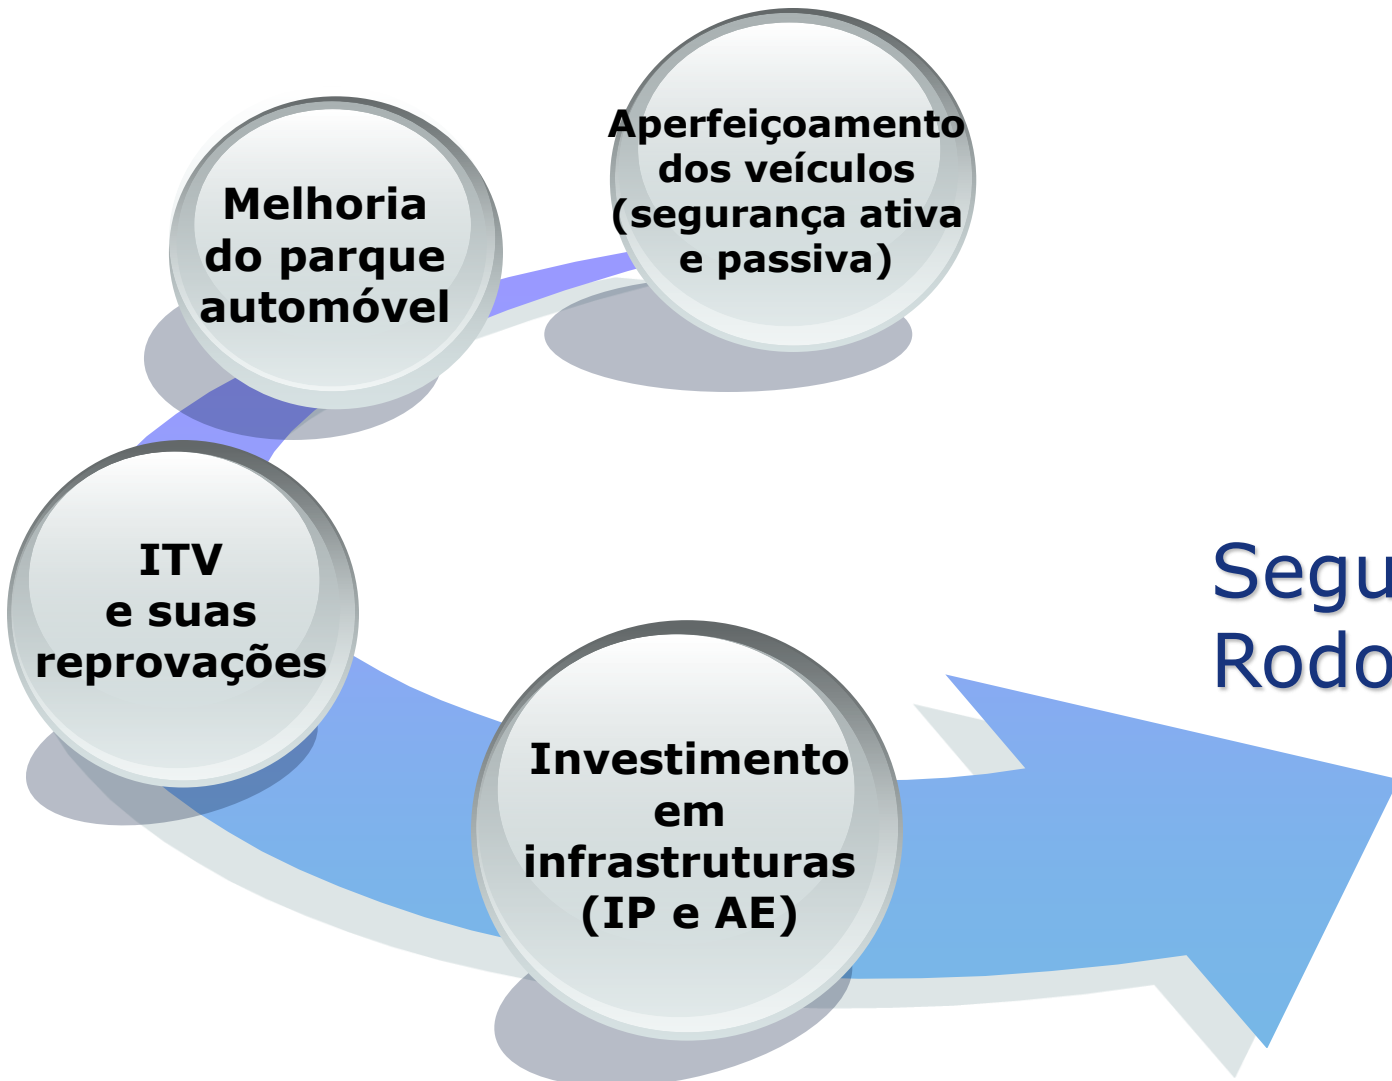 Aperfeiçoamento
dos veículos
(segurança ativa
e passiva)
Melhoria
do parque
automóvel
ITV
e suas
reprovações
Investimento
em
infrastruturas
(IP e AE)
Segu
Rodo